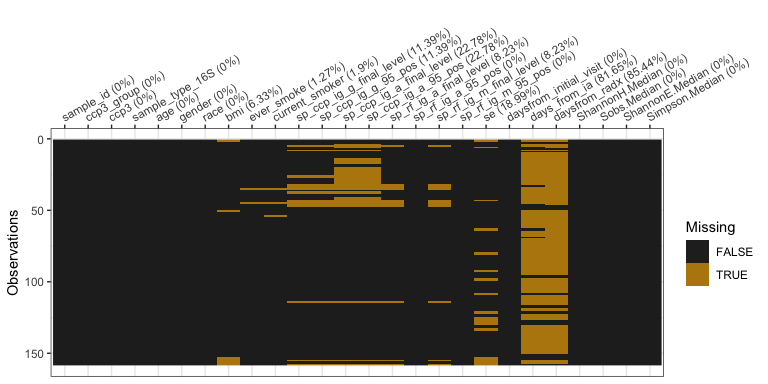 sample_id (0%)
ccp3_group (0%)
ccp3 (0%)
sample_type_16S (0%)
age (0%)
gender (0%)
race (0%)
bmi (6.33%)
ever_smoke (1.27%)
current_smoker (1.9%)
sp_ccp_ig_g_final_level (11.39%)
sp_ccp_ig_g_95_pos (11.39%)
sp_ccp_ig_a_final_level (22.78%)
sp_ccp_ig_a_95_pos (22.78%)
sp_rf_ig_a_final_level (8.23%)
sp_rf_ig_a_95_pos (0%)
sp_rf_ig_m_final_level (8.23%)
sp_rf_ig_m_95_pos (0%)
se (18.99%)
daysfrom_initial_visit (0%)
days_from_ia (81.65%)
daysfrom_radx (85.44%)
ShannonH.Median (0%)
Sobs.Median (0%)
ShannonE.Median (0%)
Simpson.Median (0%)
0
50
100
150
Observations
Missing
FALSE
TRUE